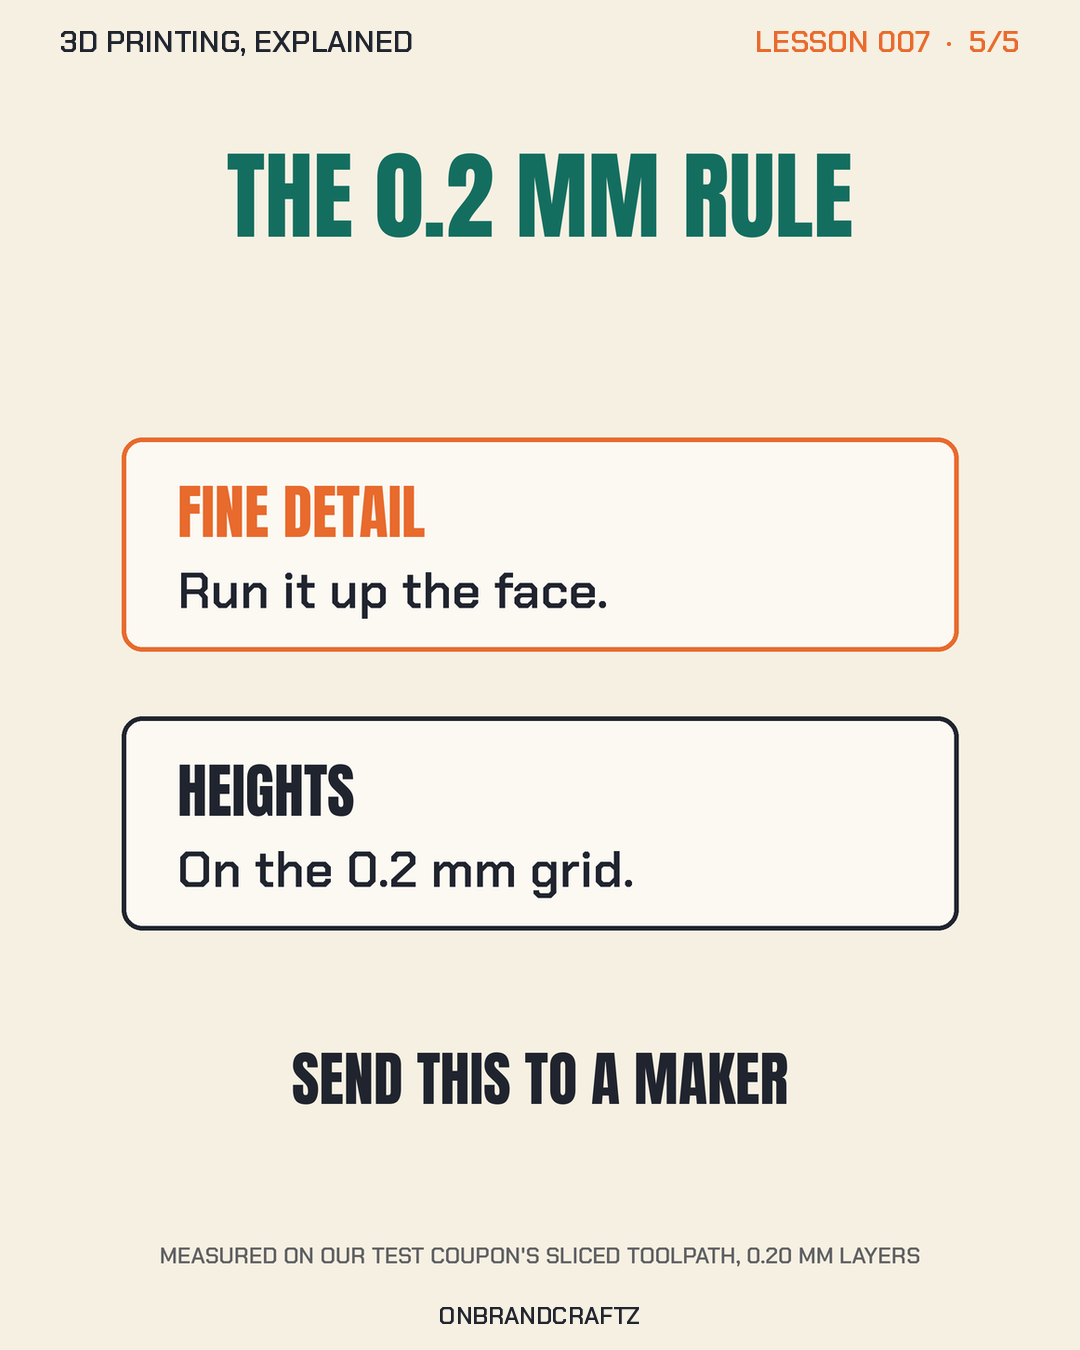 3D PRINTING, EXPLAINED
LESSON 007 · 5/5
THE 0.2 MM RULE
FINE DETAIL
Run it up the face.
HEIGHTS
On the 0.2 mm grid.
SEND THIS TO A MAKER
MEASURED ON OUR TEST COUPON'S SLICED TOOLPATH, 0.20 MM LAYERS
ONBRANDCRAFTZ